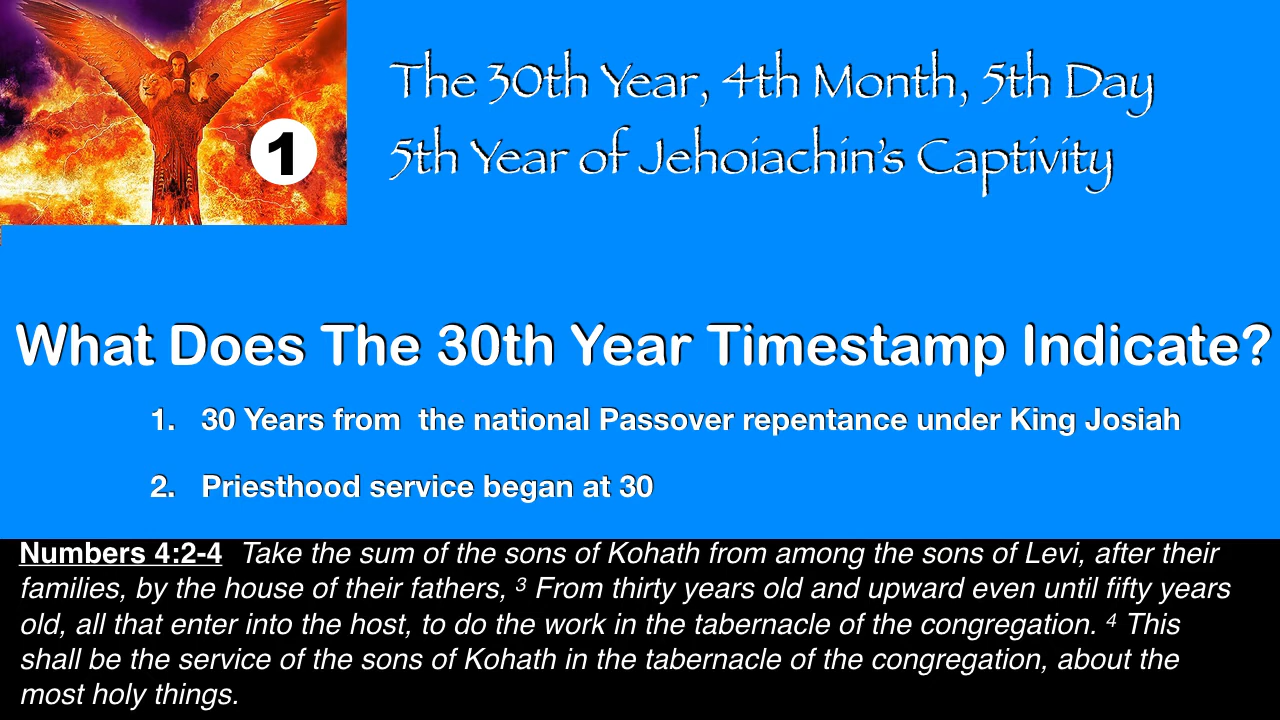 1
The 30th Year, 4th Month, 5th Day
5th Year of Jehoiachin's Captivity
What Does The 30th Year Timestamp Indicate?
1. 30 Years from  the national Passover repentance under King Josiah
2. Priesthood service began at 30
Numbers 4:2-4  Take the sum of the sons of Kohath from among the sons of Levi, after their
families, by the house of their fathers, ³ From thirty years old and upward even until fifty years
old, all that enter into the host, to do the work in the tabernacle of the congregation. ⁴ This
shall be the service of the sons of Kohath in the tabernacle of the congregation, about the
most holy things.